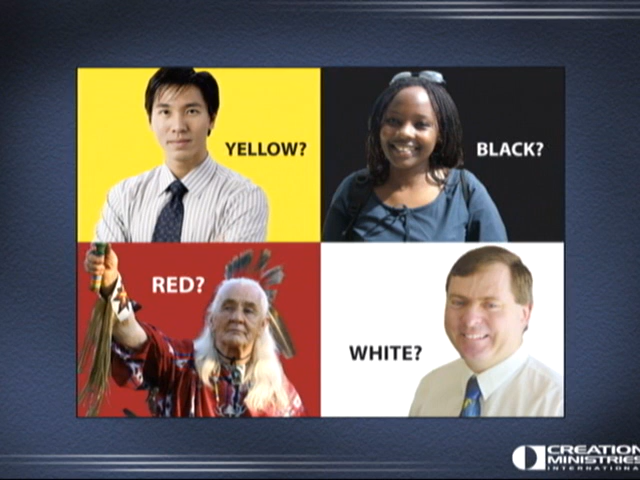 YELLOW?
BLACK?
RED?
WHITE?
CREATION
MINISTRIES
INTERNATIONAL